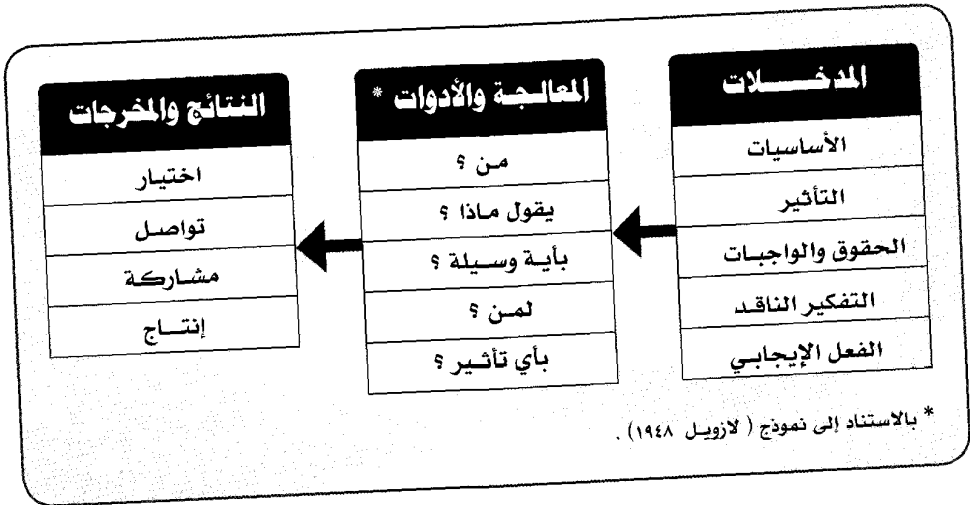 المدخلات
الأساسيات
التأثير
الحقوق والواجبات
التفكير الناقد
الفعل الإيجابي
المعالجة والأدوات *
من ؟
يقول ماذا ؟
بأية وسيلة ؟
لمن ؟
بأي تأثير ؟
النتائج والمخرجات
اختيار
تواصل
مشاركة
إنتاج
* بالاستناد إلى نموذج ( لازويل ١٩٤٨) .